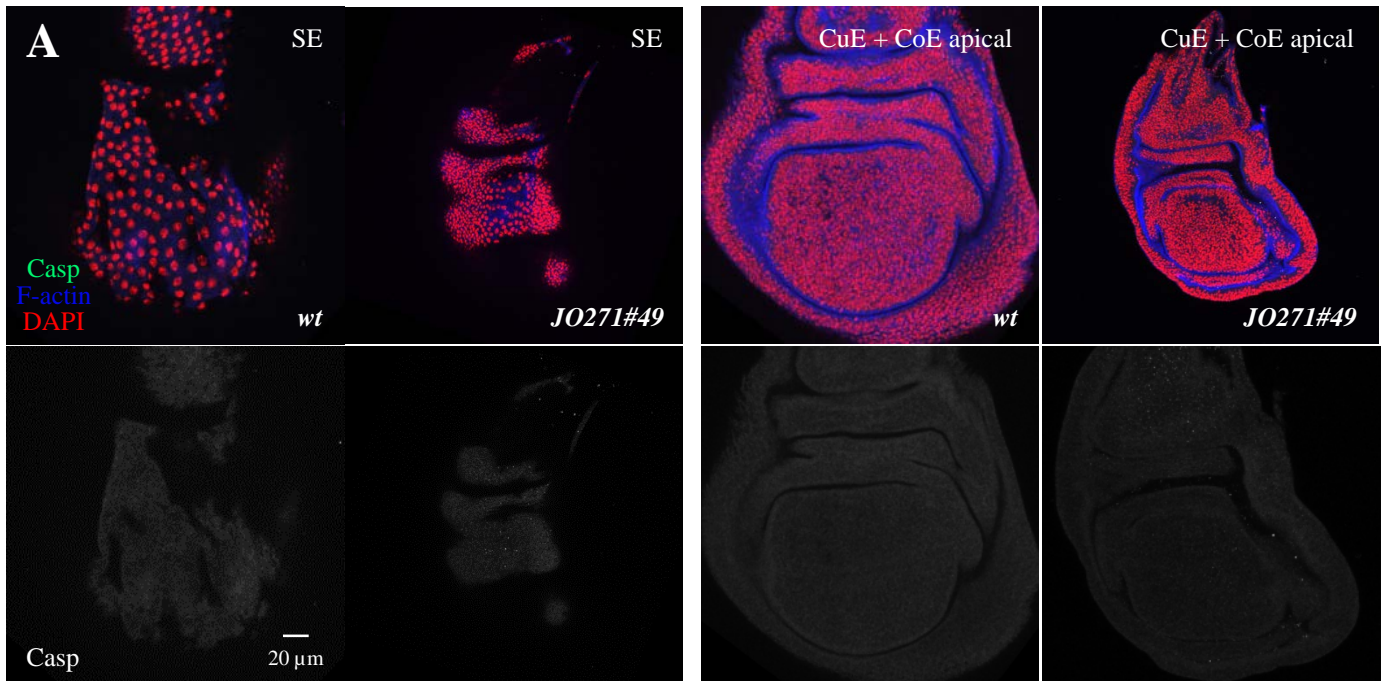 A
SE
SE
CuE + CoE apical
CuE + CoE apical
Casp
F-actin
DAPI
wt
JO271#49
wt
JO271#49
Casp
20 µm